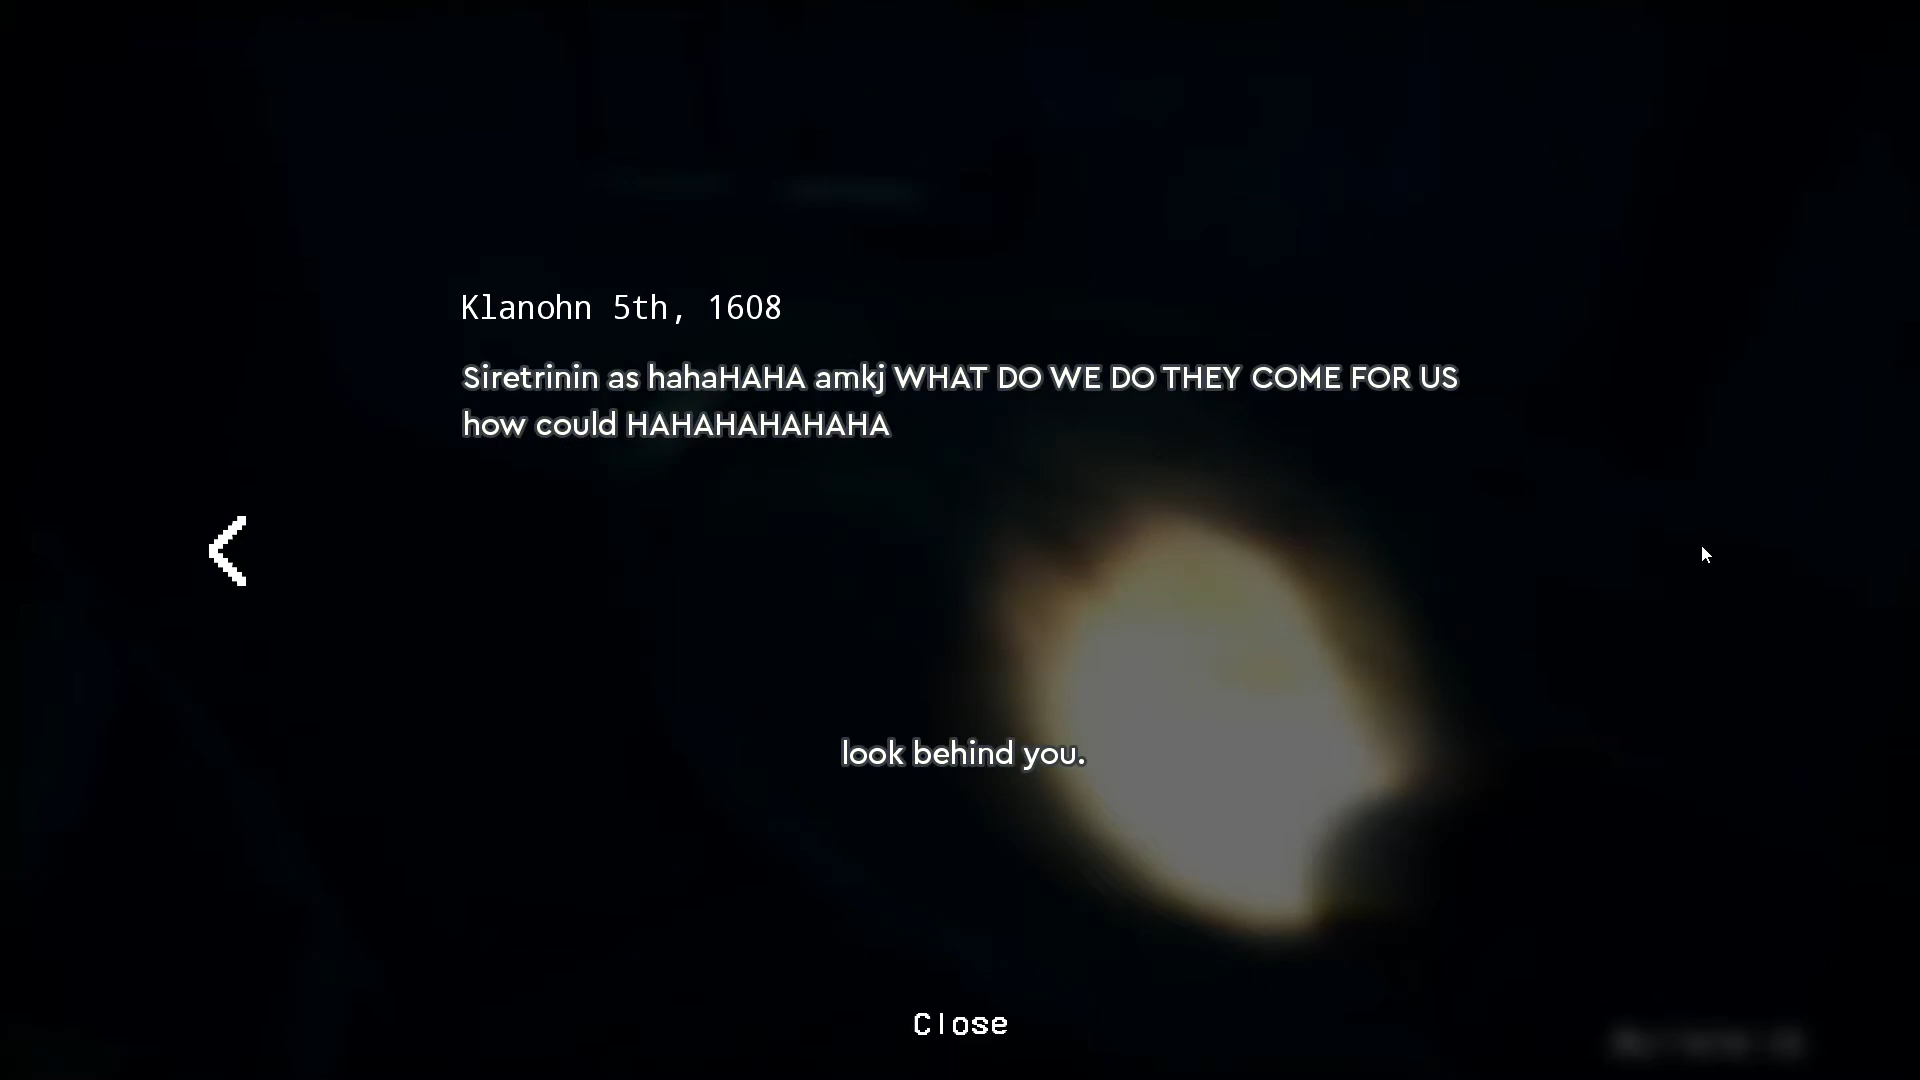 Klanohn 5th, 1608
Siretrinin as hahaHAHA amkj WHAT DO WE DO THEY COME FOR US
how could HAHAHAHAHAHA
look behind you.
Close